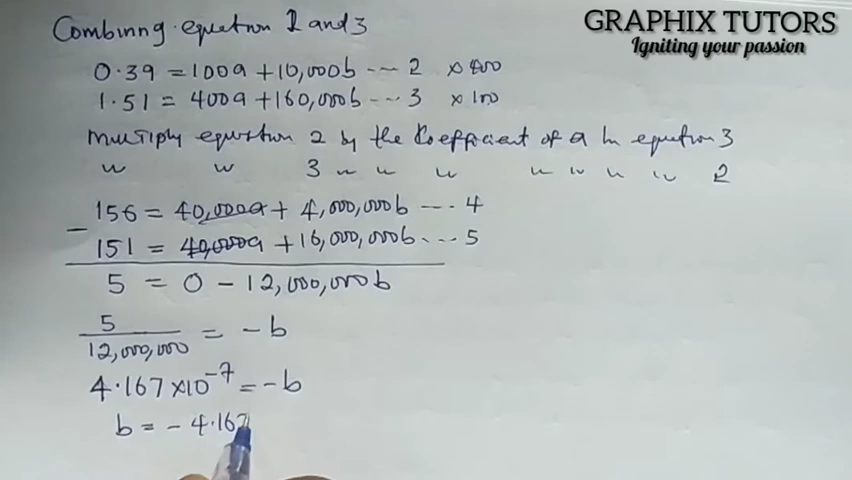 GRAPHIX TUTORS
Igniting your passion
Combining equation 2 and 3
0.39 = 100a + 10,000b --- 2 × 400
1.51 = 400a + 160,000b --- 3 × 100
Multiply equation 2 by the Coefficient of a in equation 3
" " 3 " " " " " " " 2
156 = 40,000a + 4,000,000b --- 4
- 151 = 40,000a + 16,000,000b --- 5
5 = 0 - 12,000,000b
5 / 12,000,000 = -b
4.167 × 10⁻⁷ = -b
b = - 4.167